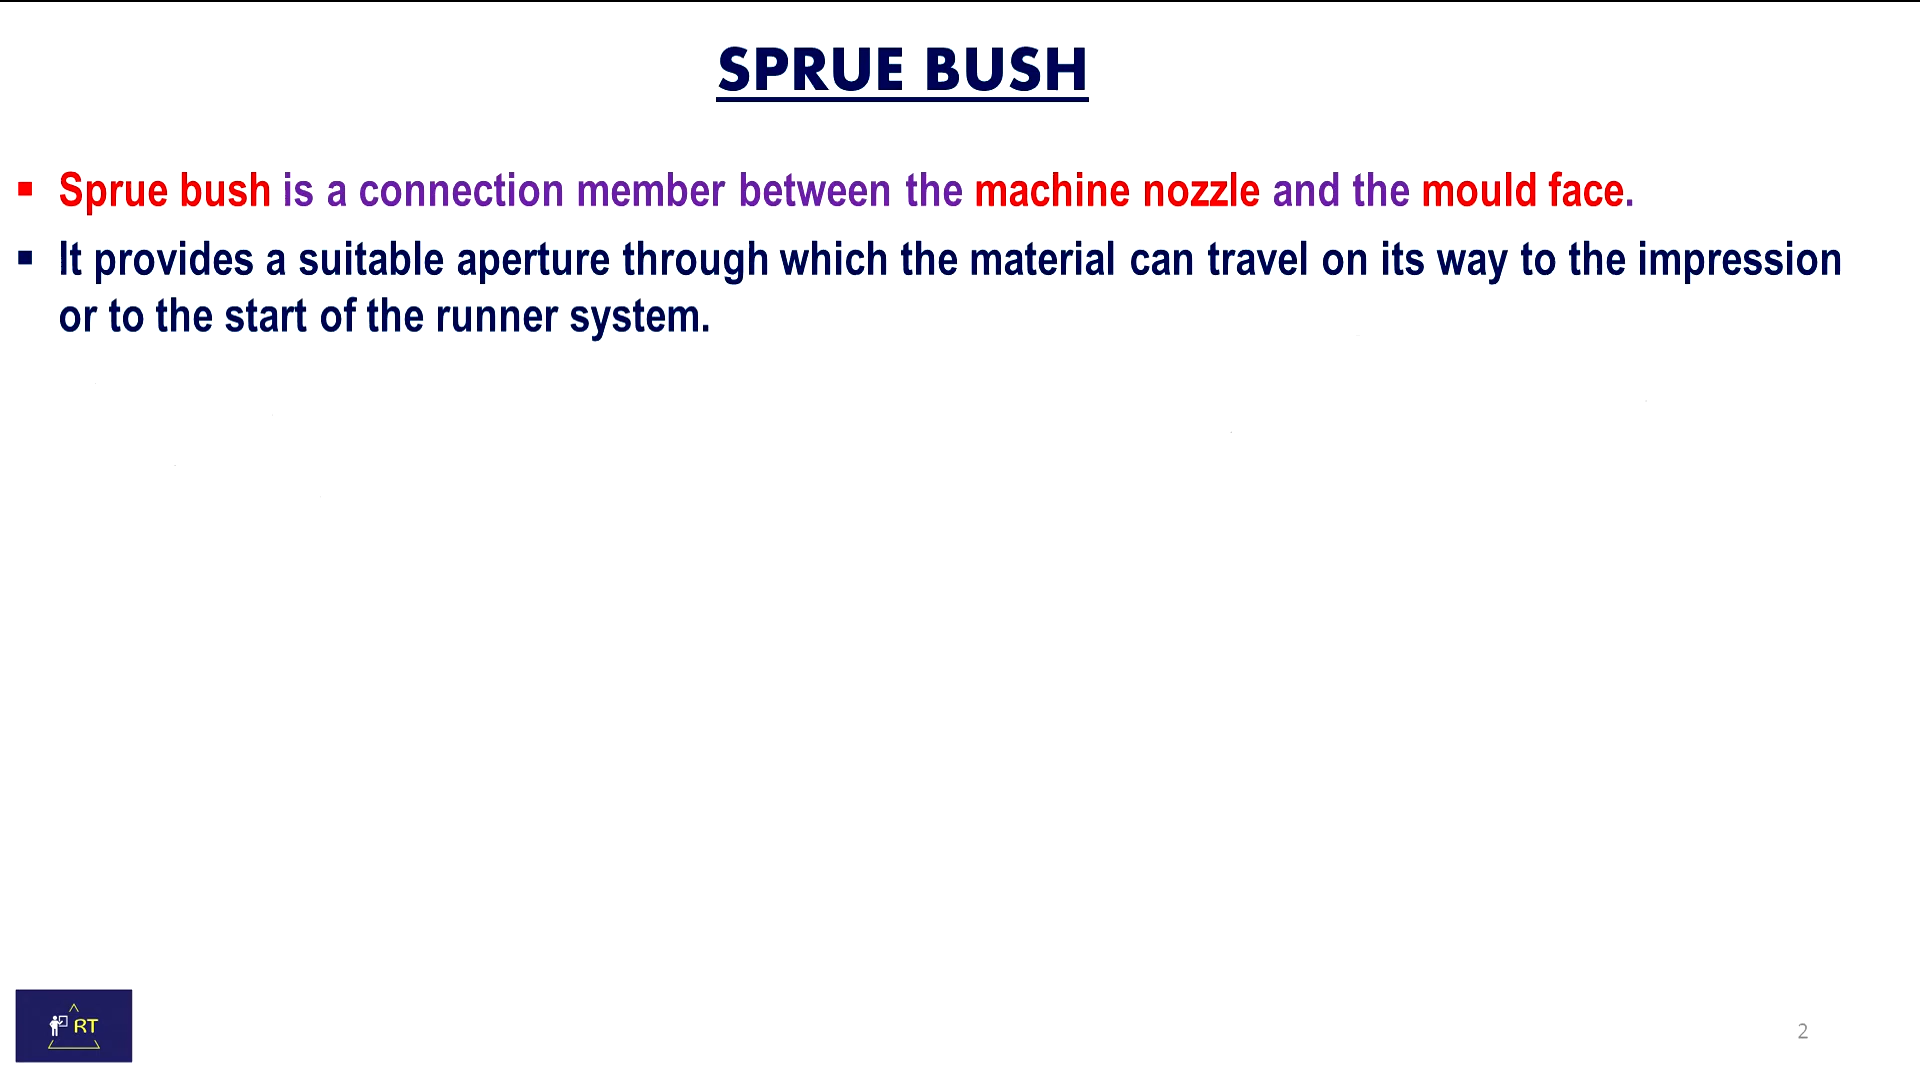 SPRUE BUSH
▪ Sprue bush is a connection member between the machine nozzle and the mould face.
▪ It provides a suitable aperture through which the material can travel on its way to the impression
or to the start of the runner system.
RT
2